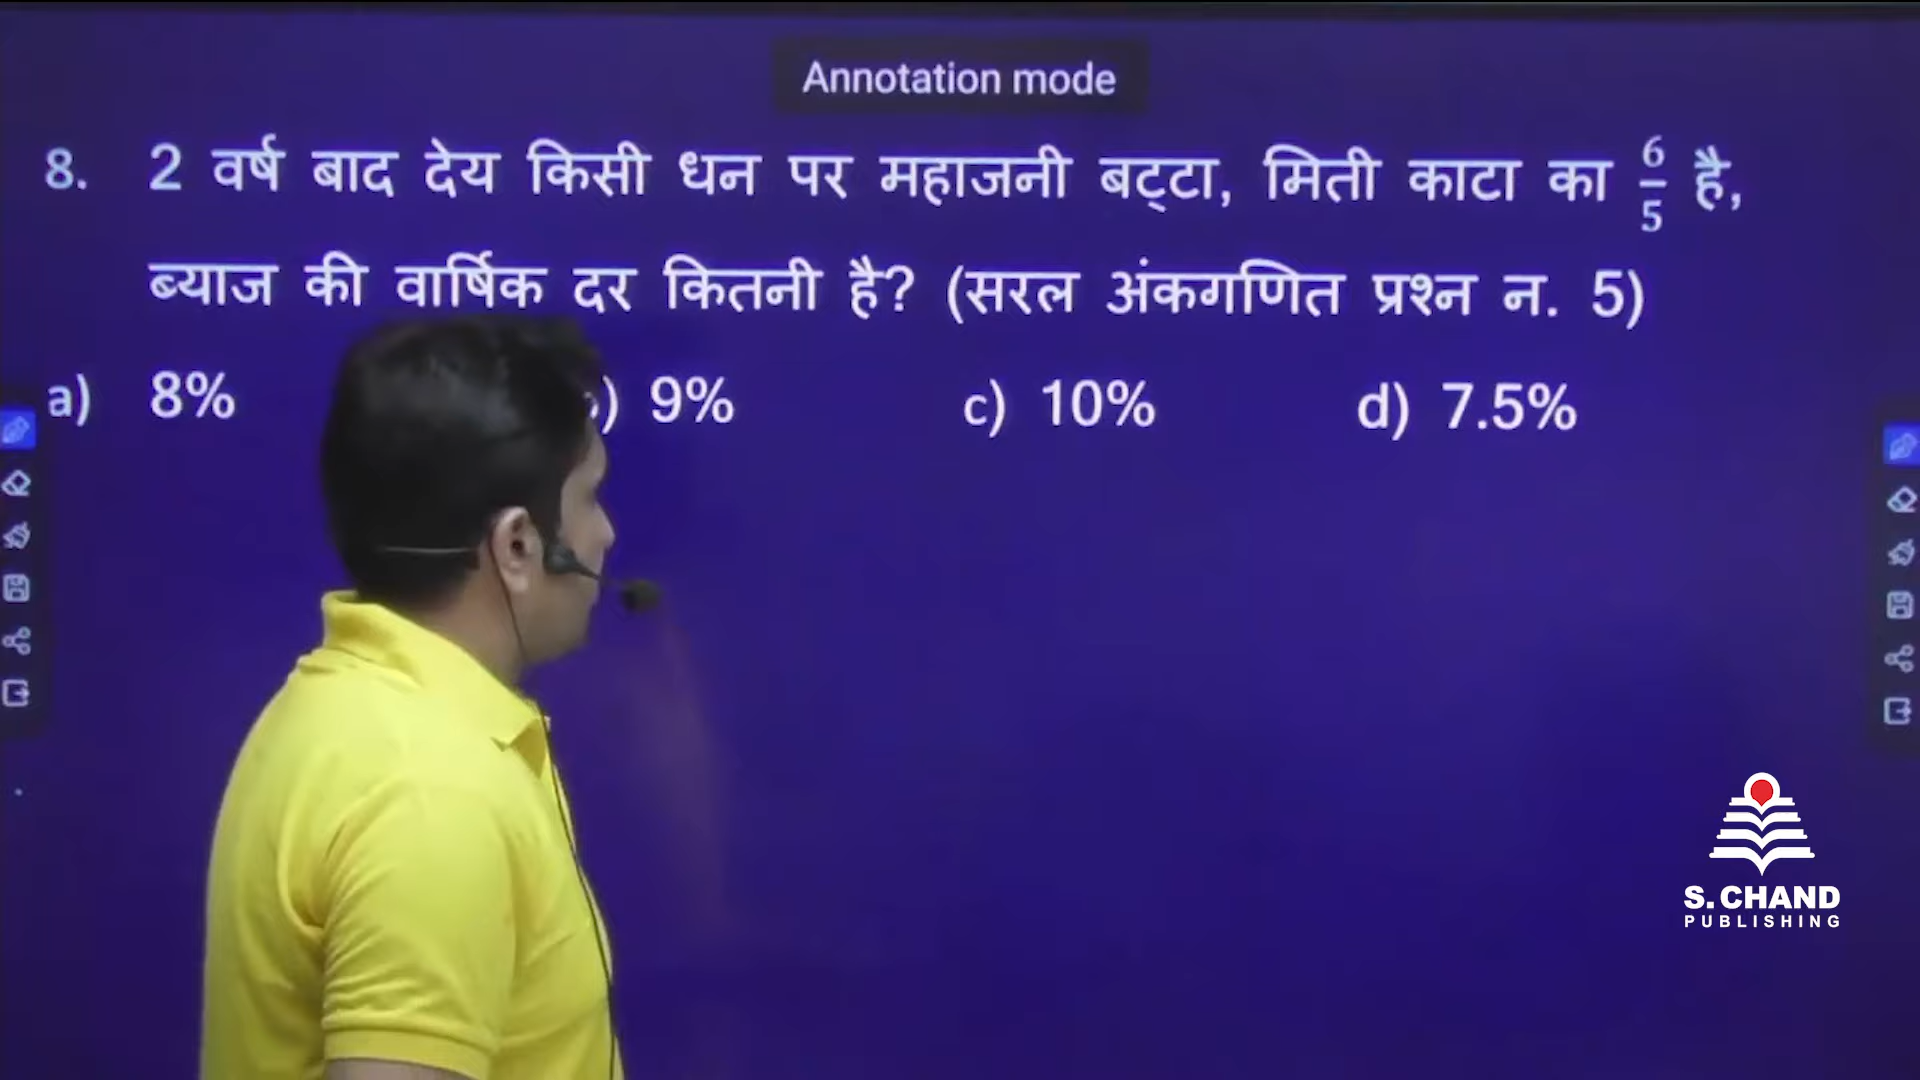 Annotation mode
8. 2 वर्ष बाद देय किसी धन पर महाजनी बट्टा, मिती काटा का 6/5 है,
ब्याज की वार्षिक दर कितनी है? (सरल अंकगणित प्रश्न न. 5)
a) 8% ) 9% c) 10% d) 7.5%
S. CHAND
PUBLISHING